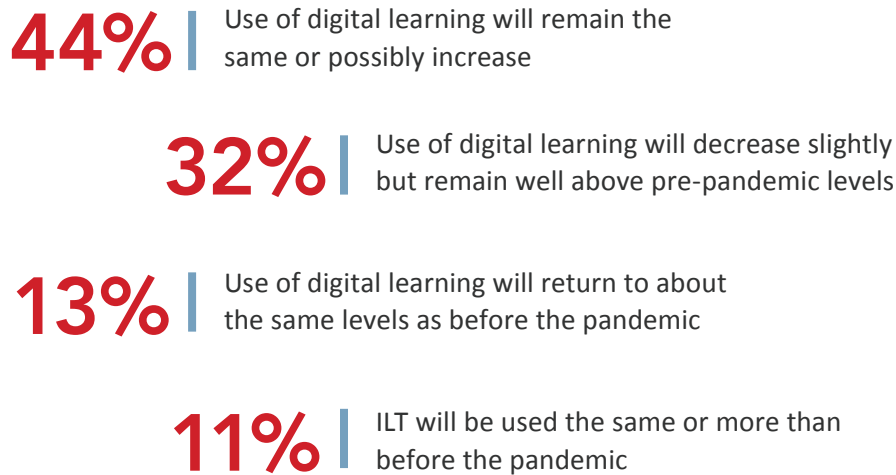 44%
Use of digital learning will remain the
same or possibly increase
32%
Use of digital learning will decrease slightly
but remain well above pre-pandemic levels
13%
Use of digital learning will return to about
the same levels as before the pandemic
11%
ILT will be used the same or more than
before the pandemic